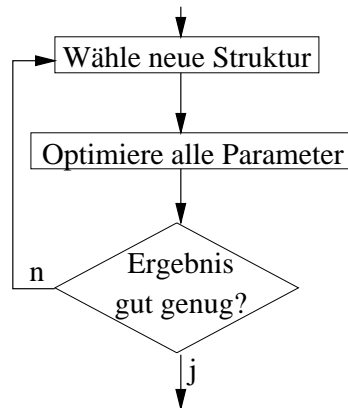 Wähle neue Struktur
Optimiere alle Parameter
Ergebnis
gut genug?
n
j